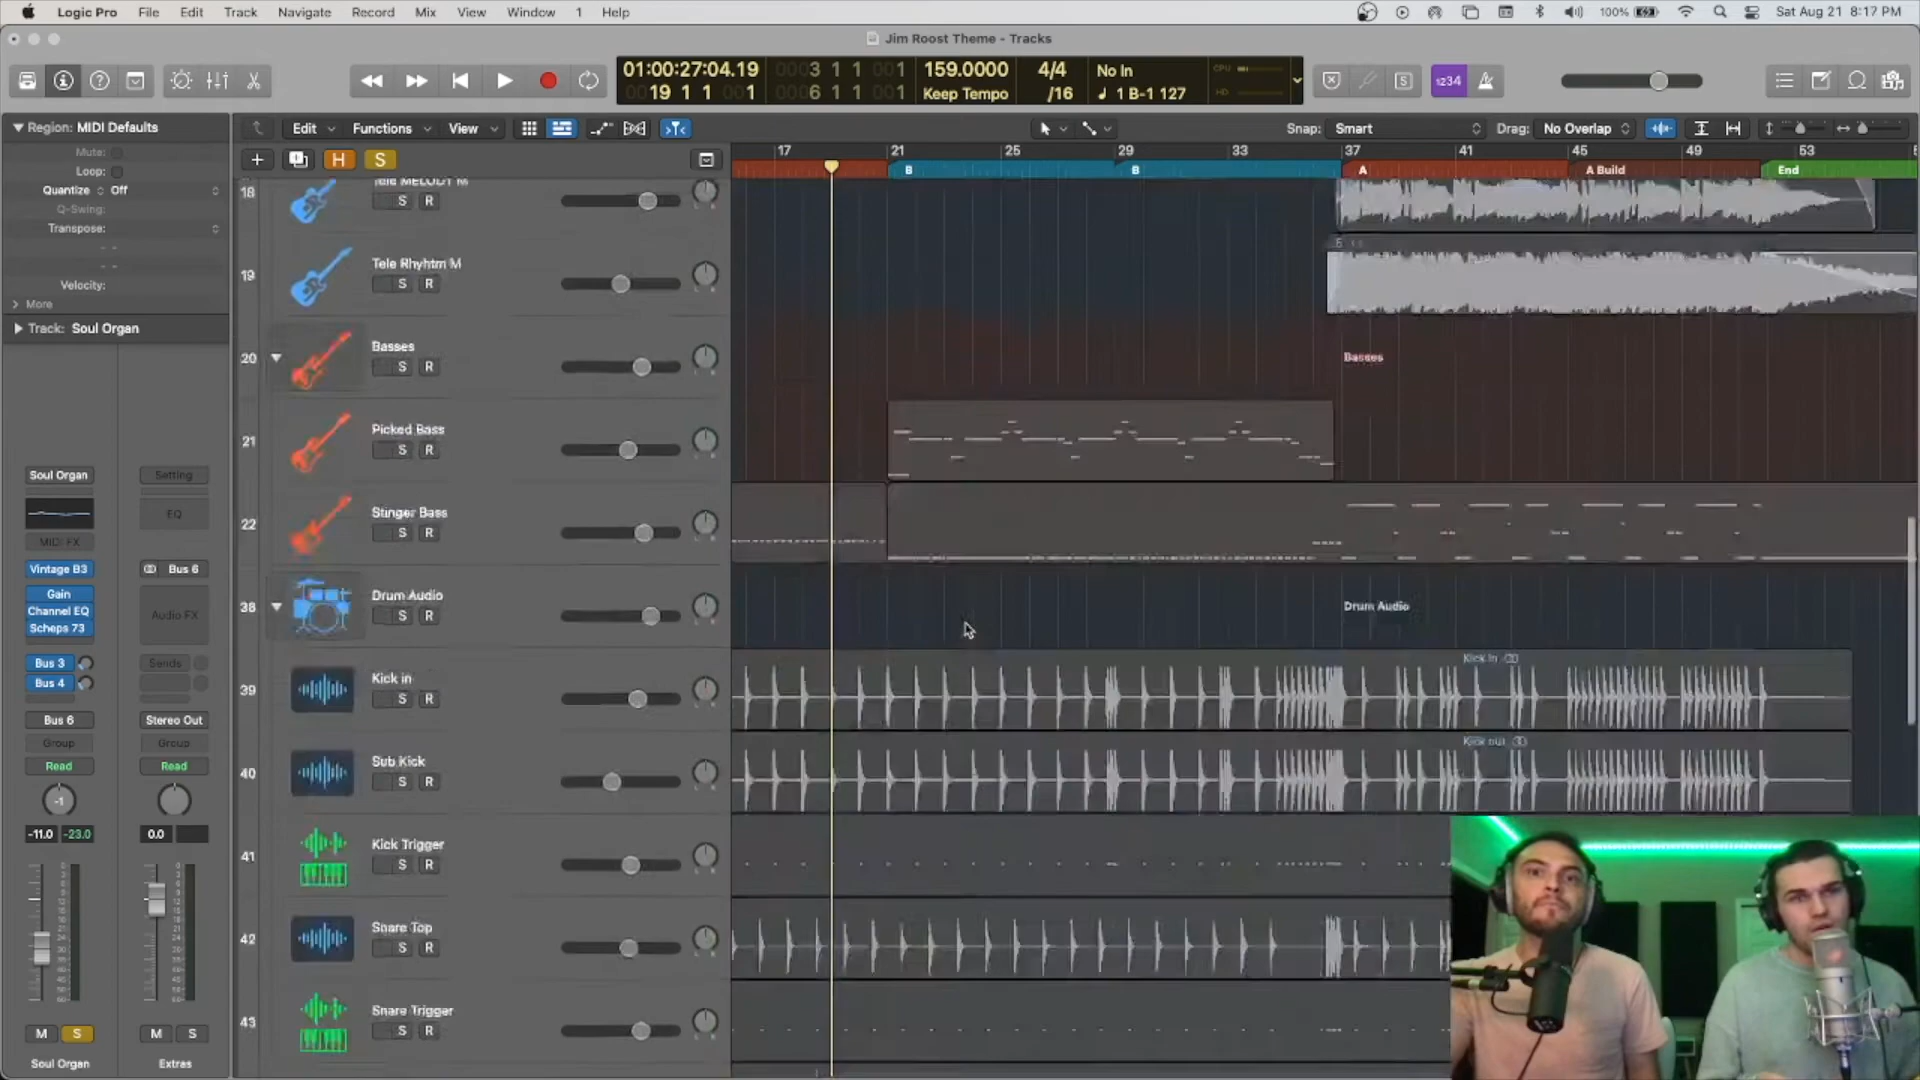 Logic Pro File Edit Track Navigate Record Mix View Window 1 Help 100% Sat Aug 21 8:17 PM
Jim Roost Theme - Tracks
01:00:27:04.19 0003 1 1 001 159.0000 4/4 No In CPU
0019 1 1 001 0006 1 1 001 Keep Tempo /16 1 B-1 127 HD
S 1234
Region: MIDI Defaults Edit Functions View Snap: Smart Drag: No Overlap
Mute:
Loop:
Quantize Off
Q-Swing:
Transpose:
Velocity:
More
Track: Soul Organ
H S
17 21 25 29 33 37 41 45 49 53
B B A A Build End
18 Tele MELODY M
S R
19 Tele Rhyhtm M
S R
20 Basses
S R
Basses
21 Picked Bass
S R
22 Stinger Bass
S R
38 Drum Audio
S R
Drum Audio
39 Kick in
S R
Kick in
40 Sub Kick
S R
Kick out
41 Kick Trigger
S R
42 Snare Top
S R
43 Snare Trigger
S R
Soul Organ Setting
EQ
MIDI FX
Vintage B3 Bus 6
Gain
Channel EQ Audio FX
Scheps 73
Bus 3 Sends
Bus 4
Bus 6 Stereo Out
Group Group
Read Read
-1
-11.0 -23.0 0.0
M S M S
Soul Organ Extras